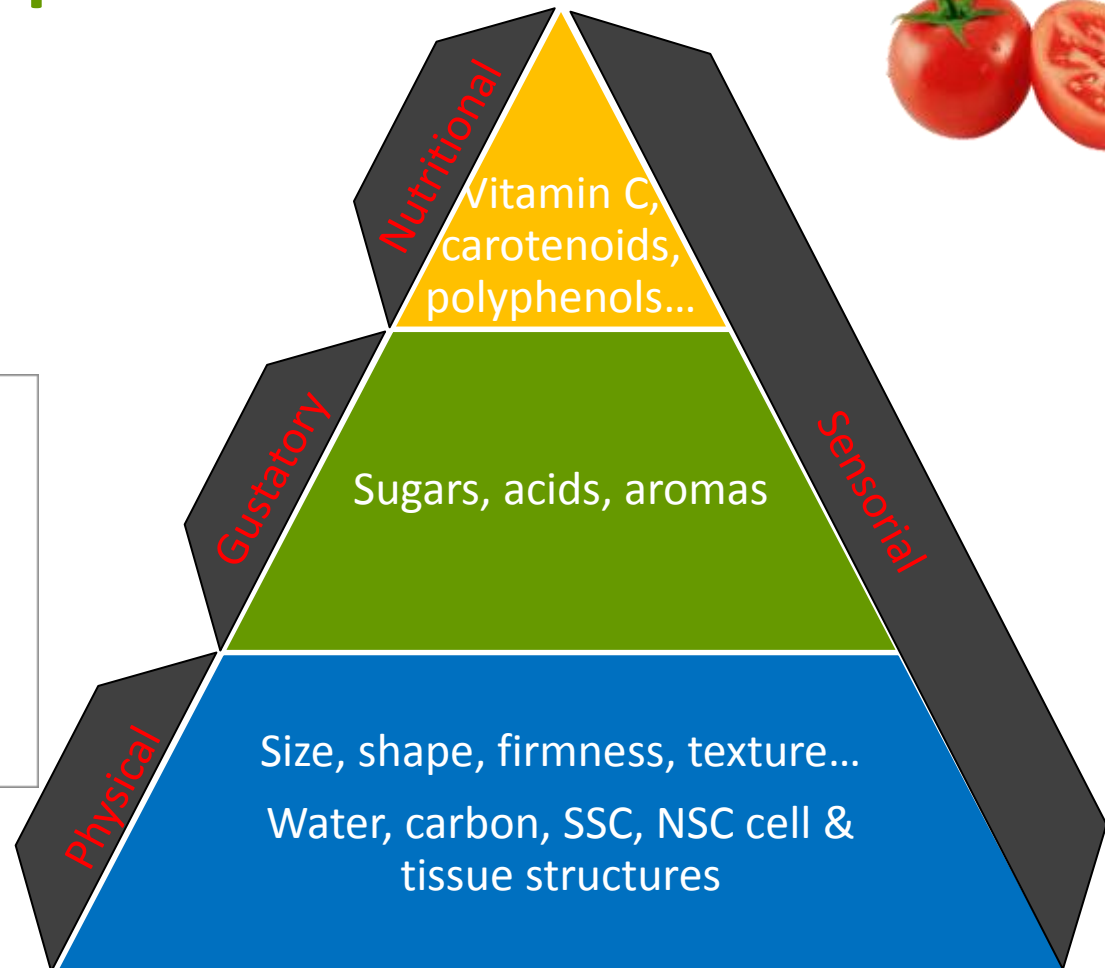 Nutritional
Vitamin C,
carotenoids,
polyphenols...
Gustatory
Sugars, acids, aromas
Sensorial
Physical
Size, shape, firmness, texture...
Water, carbon, SSC, NSC cell &
tissue structures